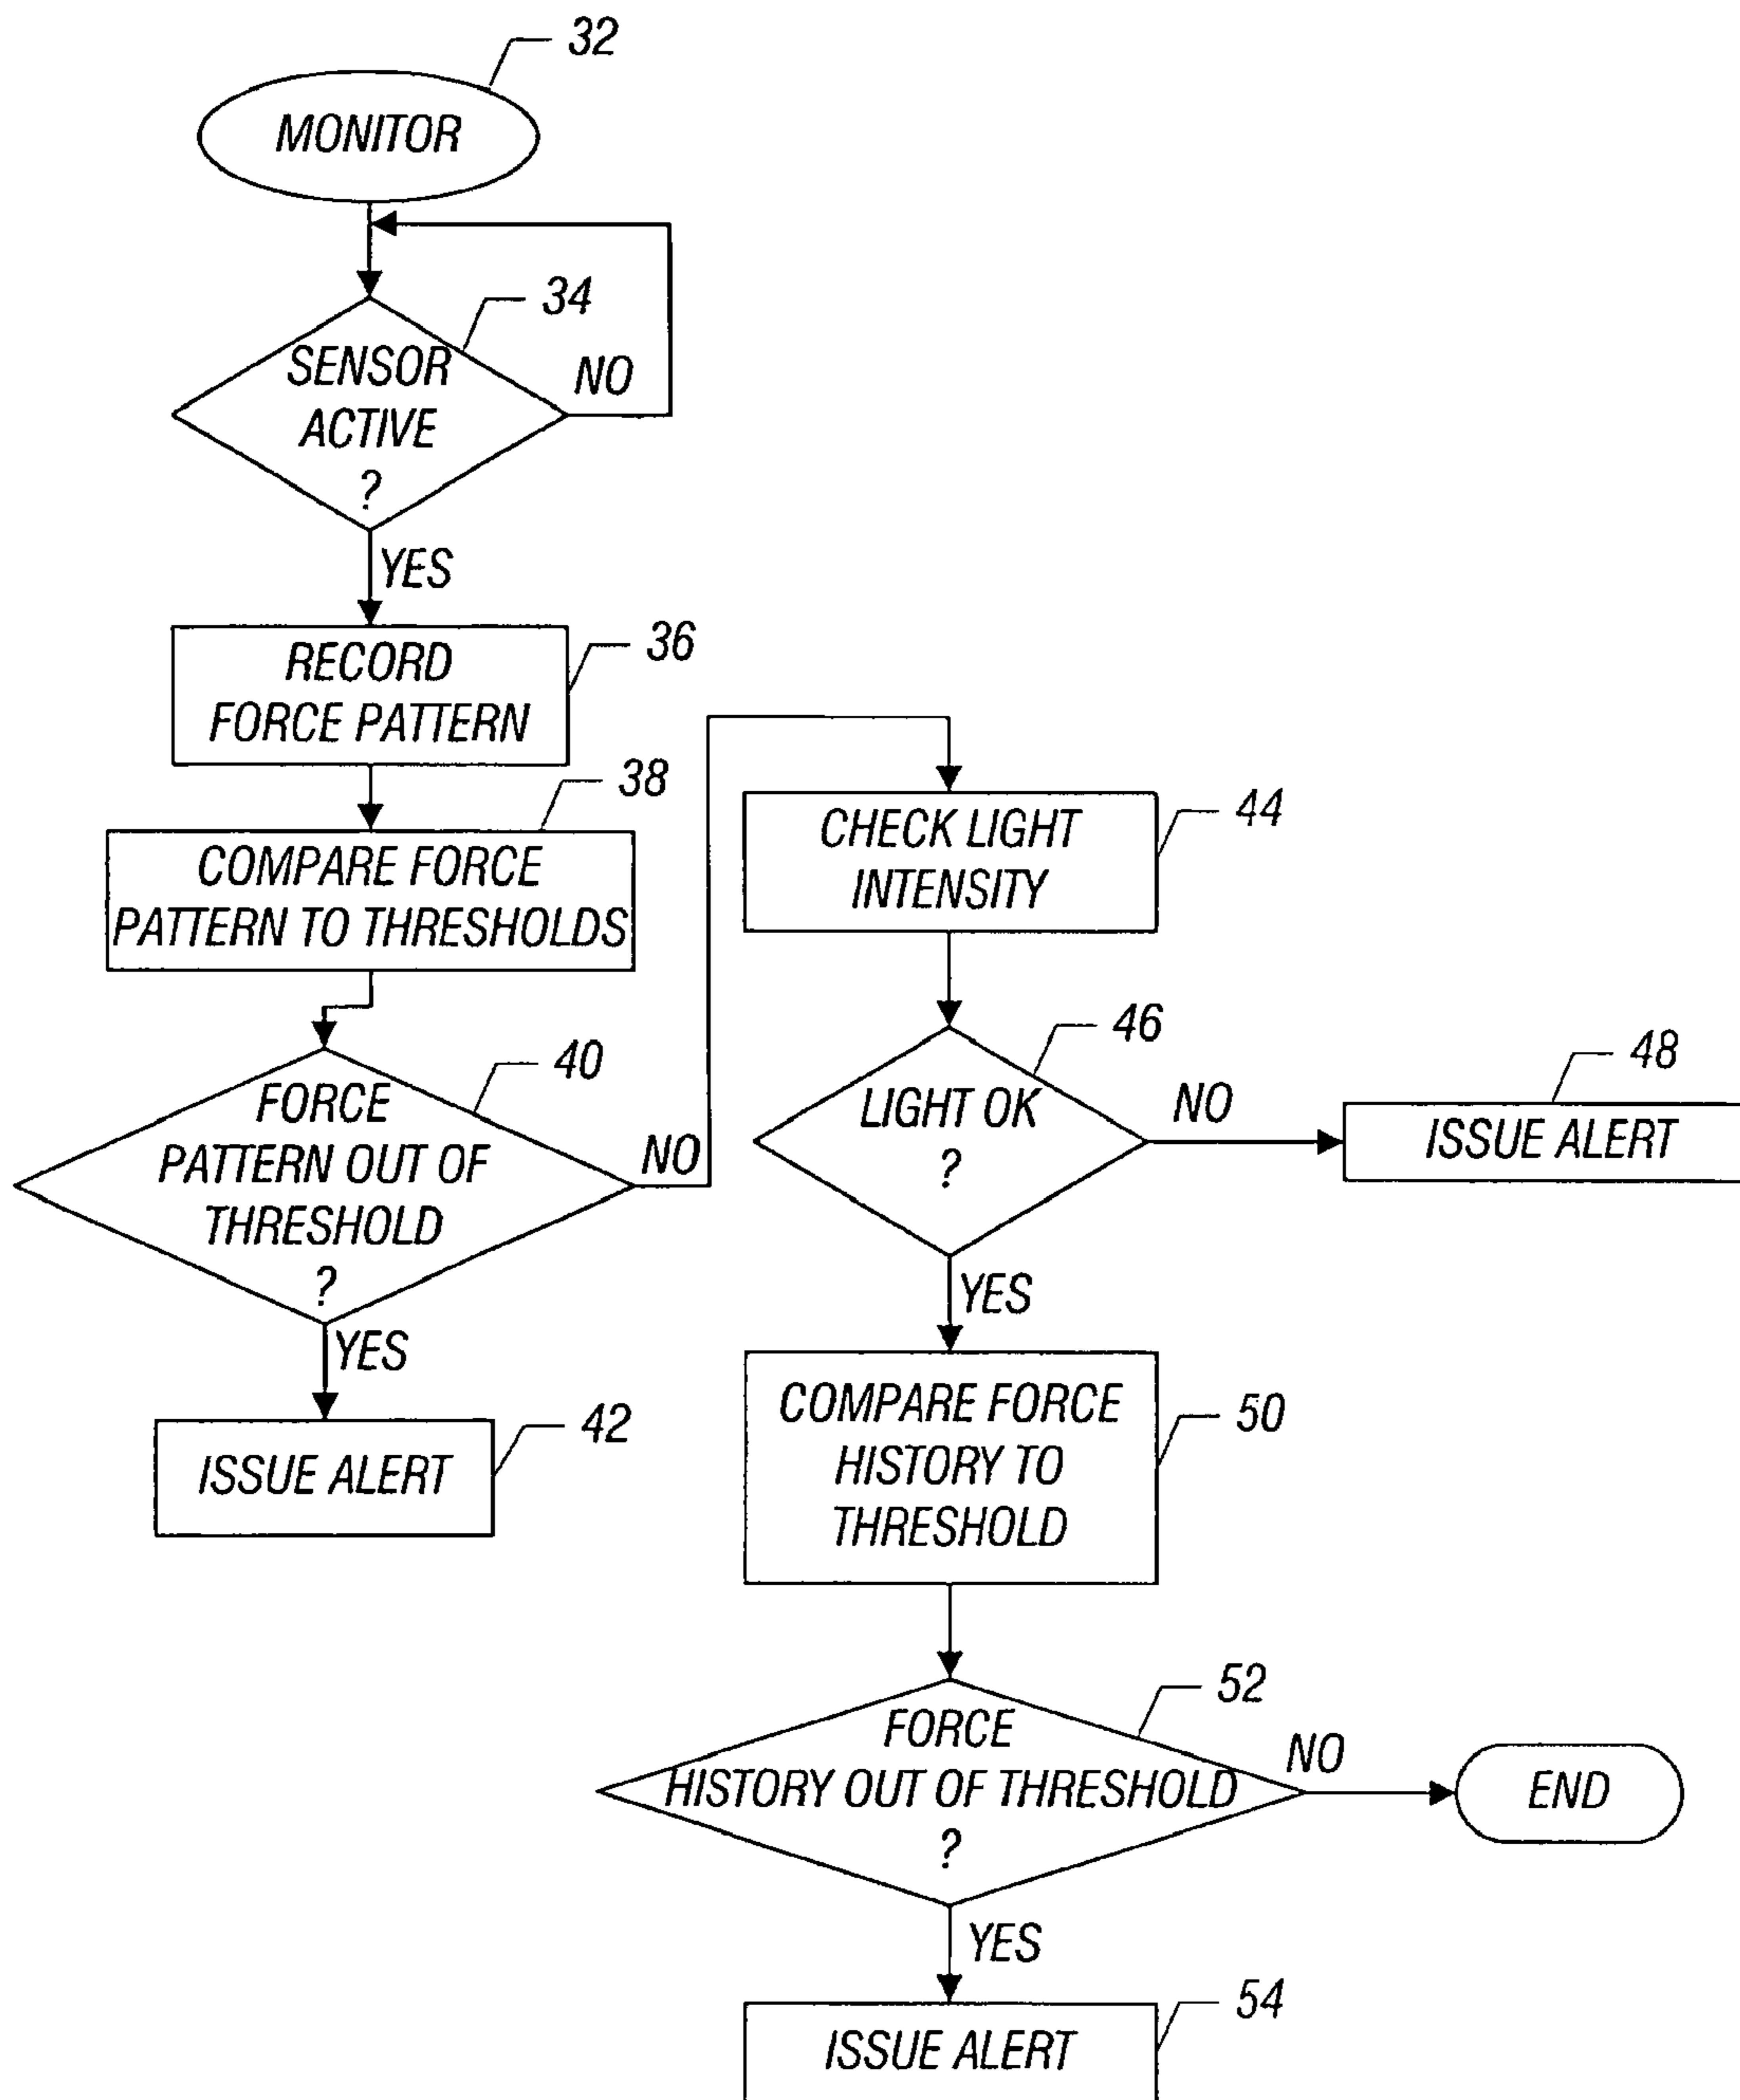 32
MONITOR
34
SENSOR
ACTIVE
?
NO
YES
36
RECORD
FORCE PATTERN
38
COMPARE FORCE
PATTERN TO THRESHOLDS
40
FORCE
PATTERN OUT OF
THRESHOLD
?
NO
YES
42
ISSUE ALERT
44
CHECK LIGHT
INTENSITY
46
LIGHT OK
?
NO
48
ISSUE ALERT
YES
50
COMPARE FORCE
HISTORY TO
THRESHOLD
52
FORCE
HISTORY OUT OF THRESHOLD
?
NO
END
YES
54
ISSUE ALERT